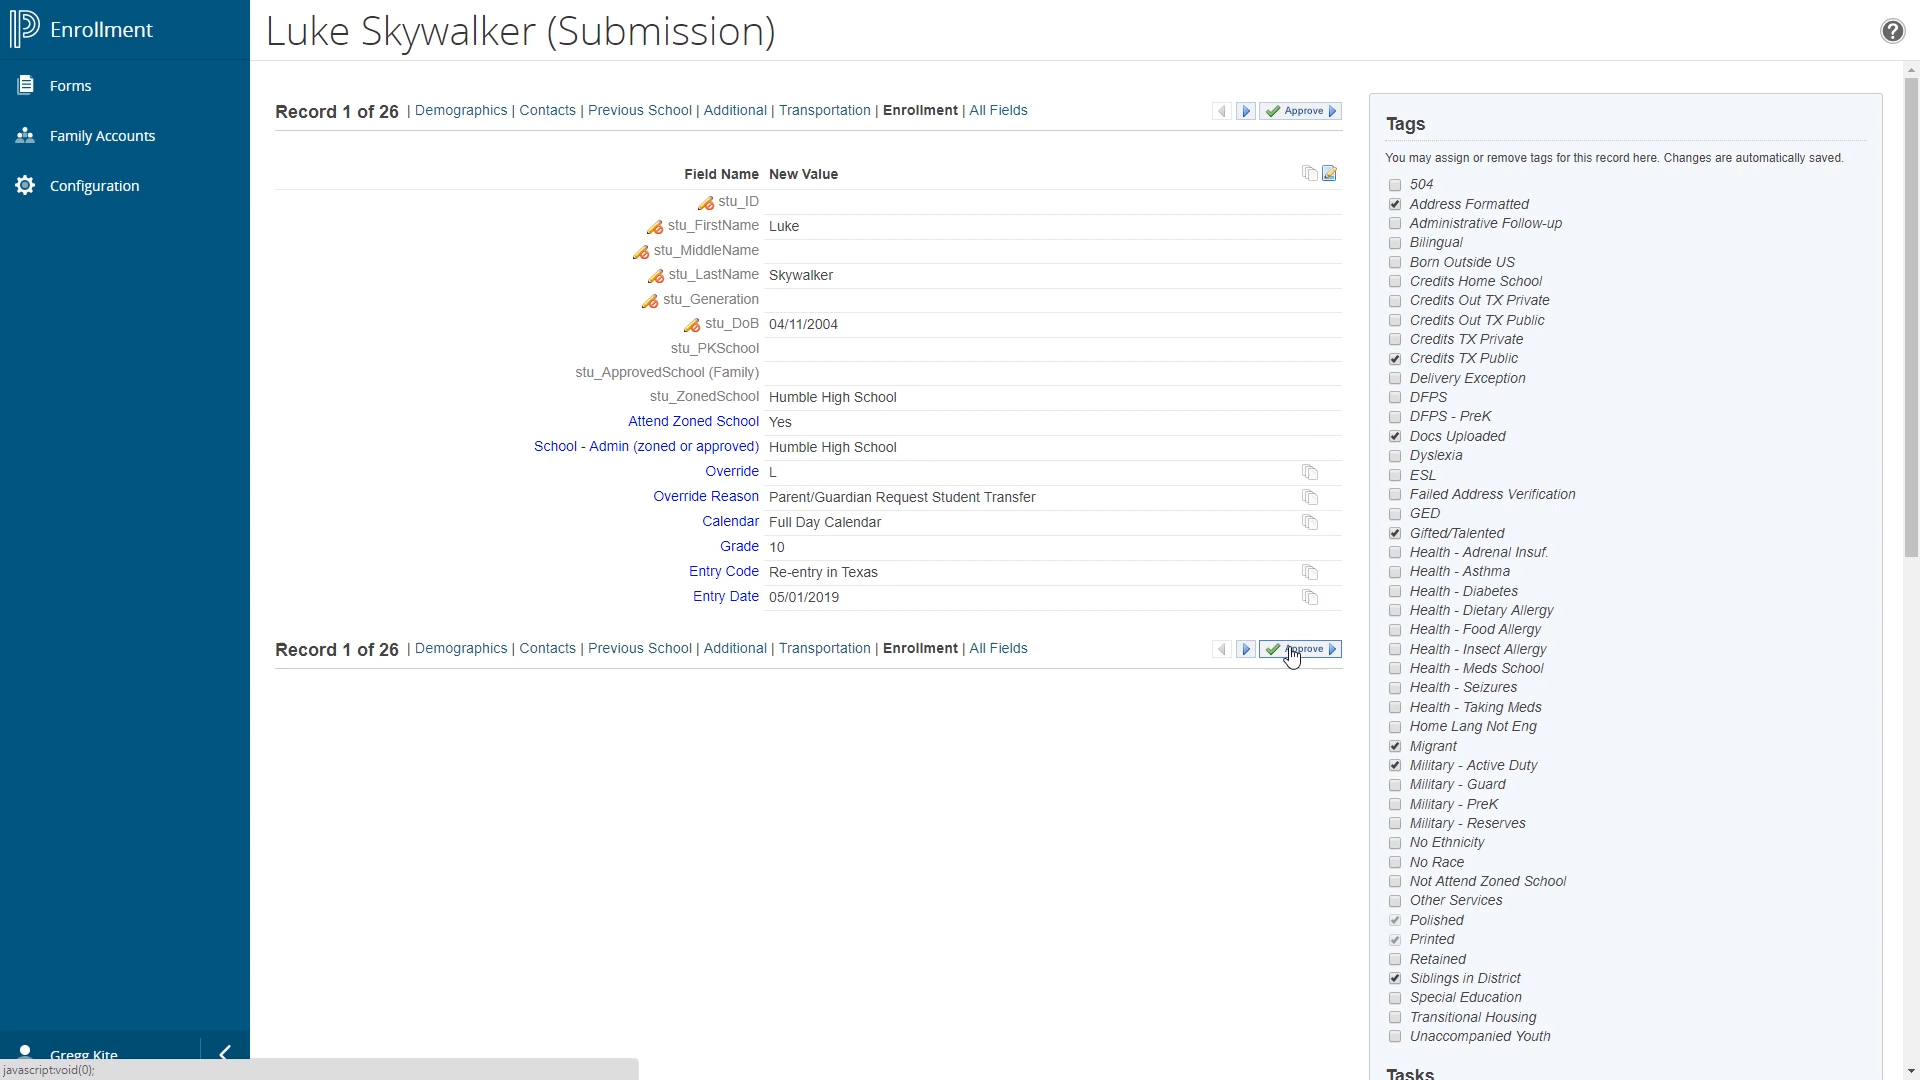 Enrollment
Luke Skywalker (Submission)
Forms
Family Accounts
Configuration
Record 1 of 26 | Demographics | Contacts | Previous School | Additional | Transportation | Enrollment | All Fields
Approve
Field Name New Value
stu_ID
stu_FirstName Luke
stu_MiddleName
stu_LastName Skywalker
stu_Generation
stu_DoB 04/11/2004
stu_PKSchool
stu_ApprovedSchool (Family)
stu_ZonedSchool Humble High School
Attend Zoned School Yes
School - Admin (zoned or approved) Humble High School
Override L
Override Reason Parent/Guardian Request Student Transfer
Calendar Full Day Calendar
Grade 10
Entry Code Re-entry in Texas
Entry Date 05/01/2019
Record 1 of 26 | Demographics | Contacts | Previous School | Additional | Transportation | Enrollment | All Fields
Approve
Tags
You may assign or remove tags for this record here. Changes are automatically saved.
504
Address Formatted
Administrative Follow-up
Bilingual
Born Outside US
Credits Home School
Credits Out TX Private
Credits Out TX Public
Credits TX Private
Credits TX Public
Delivery Exception
DFPS
DFPS - PreK
Docs Uploaded
Dyslexia
ESL
Failed Address Verification
GED
Gifted/Talented
Health - Adrenal Insuf.
Health - Asthma
Health - Diabetes
Health - Dietary Allergy
Health - Food Allergy
Health - Insect Allergy
Health - Meds School
Health - Seizures
Health - Taking Meds
Home Lang Not Eng
Migrant
Military - Active Duty
Military - Guard
Military - PreK
Military - Reserves
No Ethnicity
No Race
Not Attend Zoned School
Other Services
Polished
Printed
Retained
Siblings in District
Special Education
Transitional Housing
Unaccompanied Youth
Tasks
Gregg Kite
javascript:void(0);